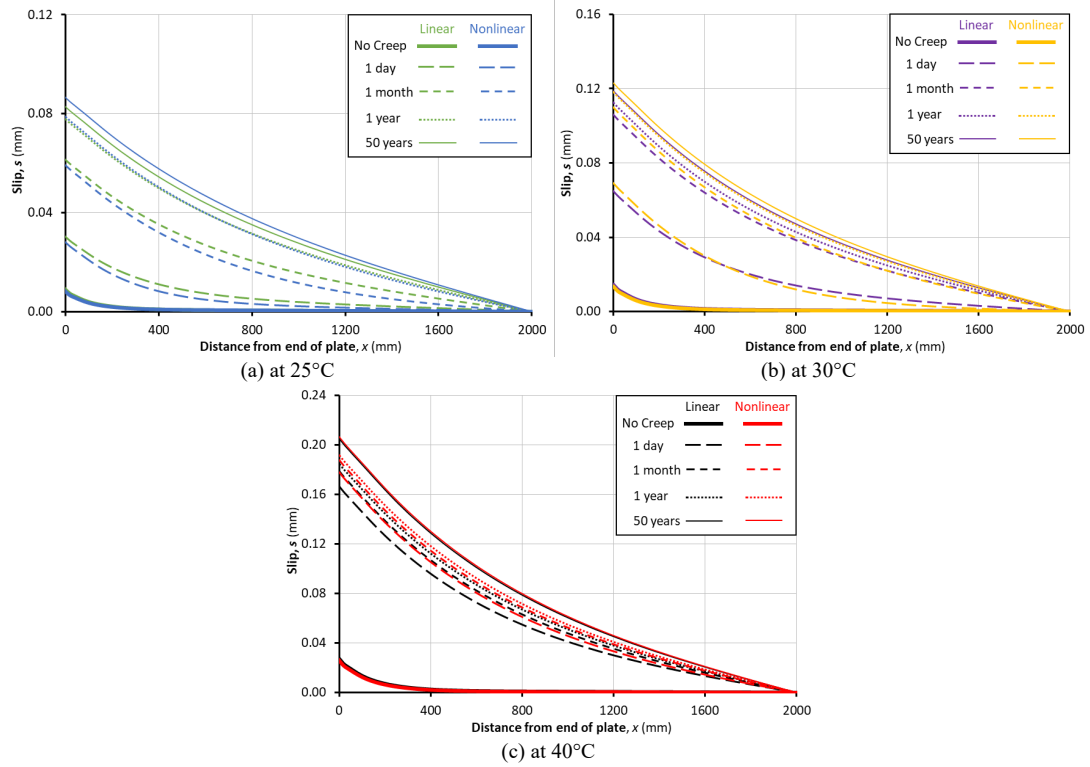 0.12
0.08
0.04
0.00
Slip, s (mm)
Linear Nonlinear
No Creep
1 day
1 month
1 year
50 years
0 400 800 1200 1600 2000
Distance from end of plate, x (mm)
(a) at 25°C
0.16
0.12
0.08
0.04
0.00
Slip, s (mm)
Linear Nonlinear
No Creep
1 day
1 month
1 year
50 years
0 400 800 1200 1600 2000
Distance from end of plate, x (mm)
(b) at 30°C
0.24
0.20
0.16
0.12
0.08
0.04
0.00
Slip, s (mm)
Linear Nonlinear
No Creep
1 day
1 month
1 year
50 years
0 400 800 1200 1600 2000
Distance from end of plate, x (mm)
(c) at 40°C